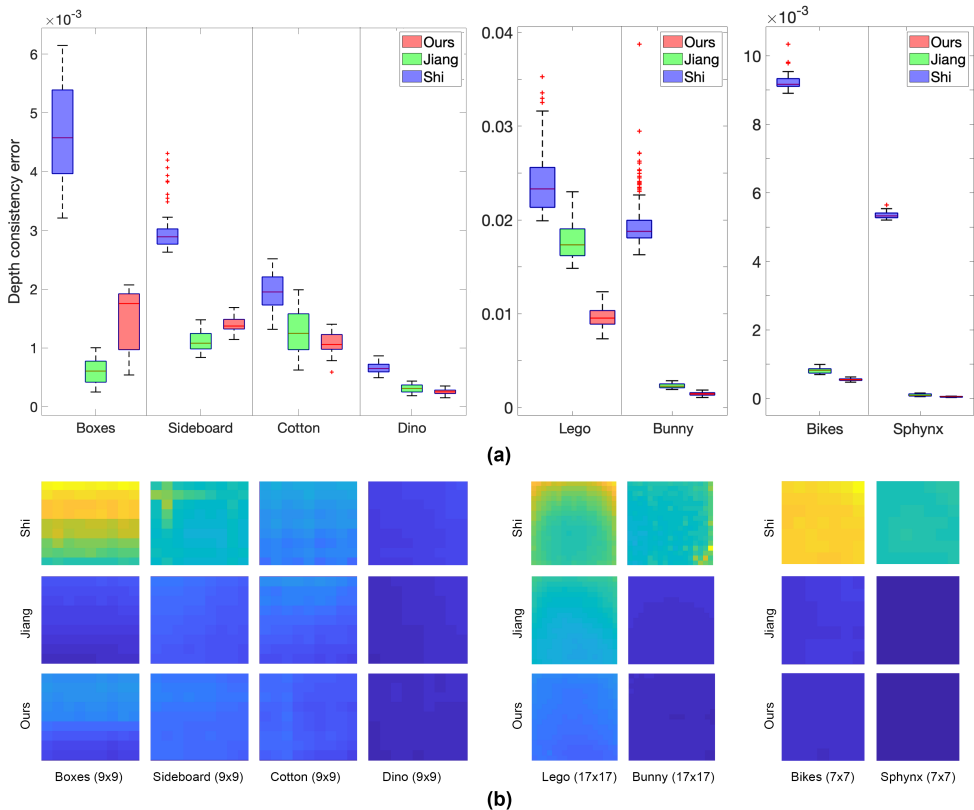 ×10⁻³
Depth consistency error
6
5
4
3
2
1
0
Ours
Jiang
Shi
Boxes
Sideboard
Cotton
Dino
0.04
0.03
0.02
0.01
0
Ours
Jiang
Shi
Lego
Bunny
×10⁻³
10
8
6
4
2
0
Ours
Jiang
Shi
Bikes
Sphynx
(a)
Shi
Jiang
Ours
Boxes (9x9)
Sideboard (9x9)
Cotton (9x9)
Dino (9x9)
Shi
Jiang
Ours
Lego (17x17)
Bunny (17x17)
Shi
Jiang
Ours
Bikes (7x7)
Sphynx (7x7)
(b)